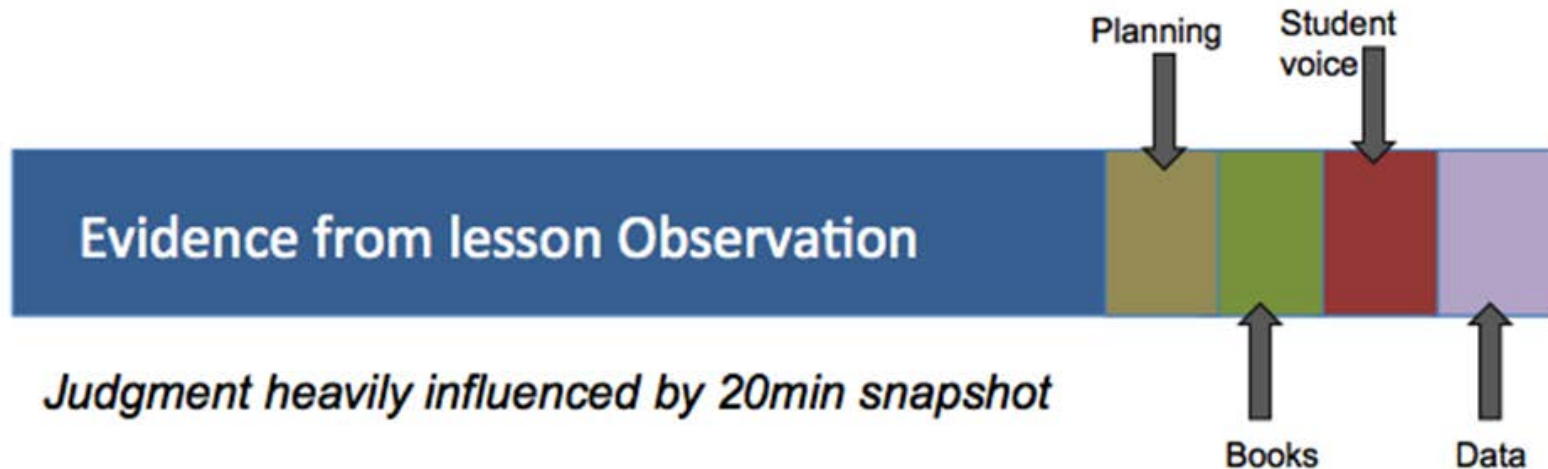 Planning
Student
voice
Evidence from lesson Observation
Judgment heavily influenced by 20min snapshot
Books
Data